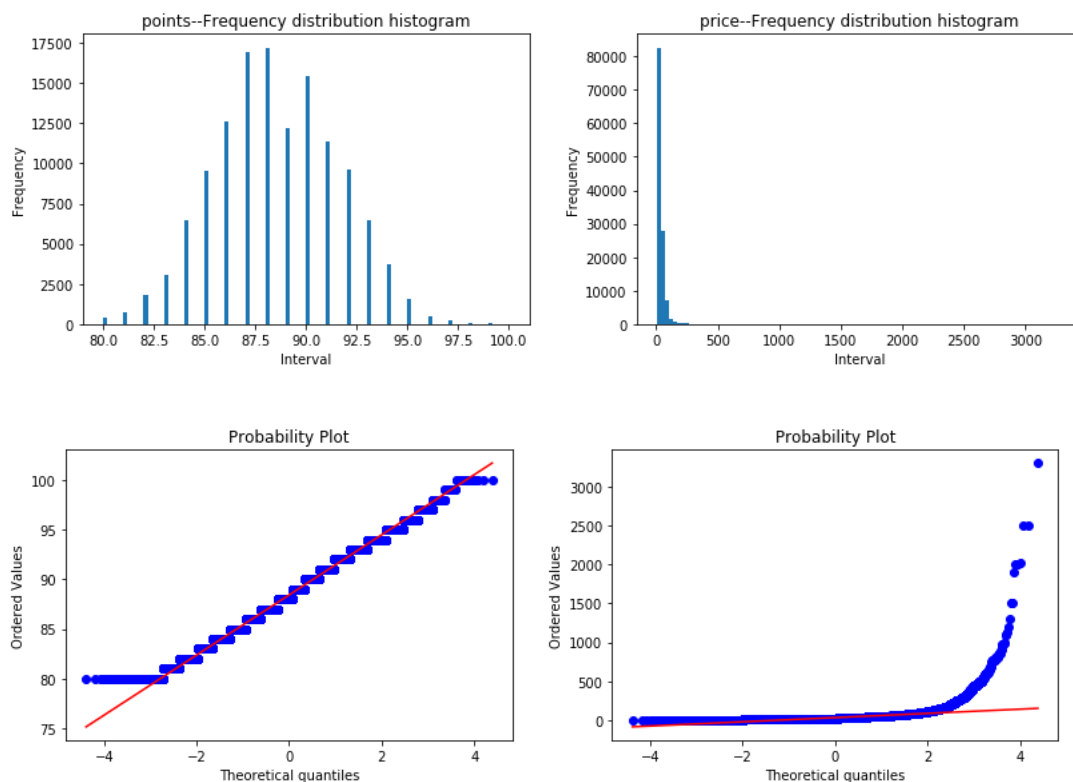 points--Frequency distribution histogram
17500
15000
12500
10000
7500
5000
2500
0
Frequency
80.0 82.5 85.0 87.5 90.0 92.5 95.0 97.5 100.0
Interval
price--Frequency distribution histogram
80000
70000
60000
50000
40000
30000
20000
10000
0
Frequency
0 500 1000 1500 2000 2500 3000
Interval
Probability Plot
100
95
90
85
80
75
Ordered Values
−4 −2 0 2 4
Theoretical quantiles
Probability Plot
3000
2500
2000
1500
1000
500
0
Ordered Values
−4 −2 0 2 4
Theoretical quantiles